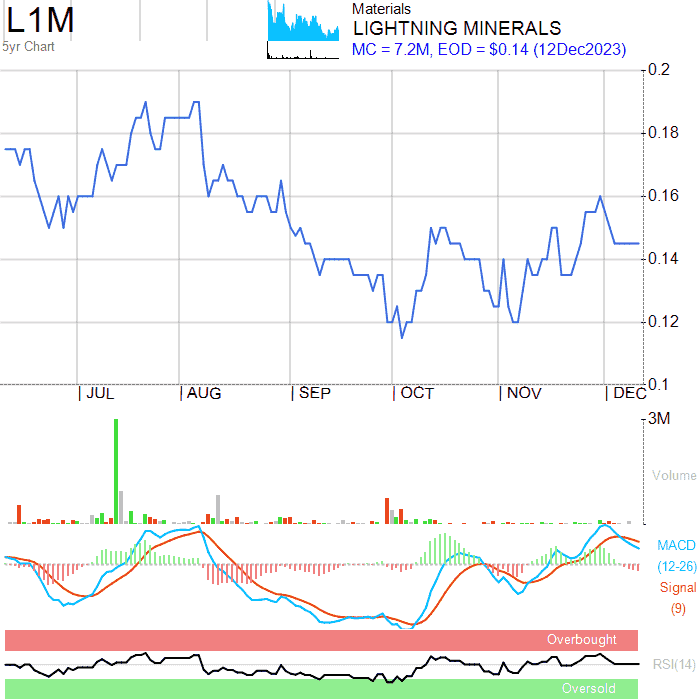 L1M
5yr Chart
Materials
LIGHTNING MINERALS
MC = 7.2M, EOD = $0.14 (12Dec2023)
0.2
0.18
0.16
0.14
0.12
0.1
| JUL | AUG | SEP | OCT | NOV | DEC
3M
Volume
MACD
(12-26)
Signal
(9)
Overbought
RSI(14)
Oversold